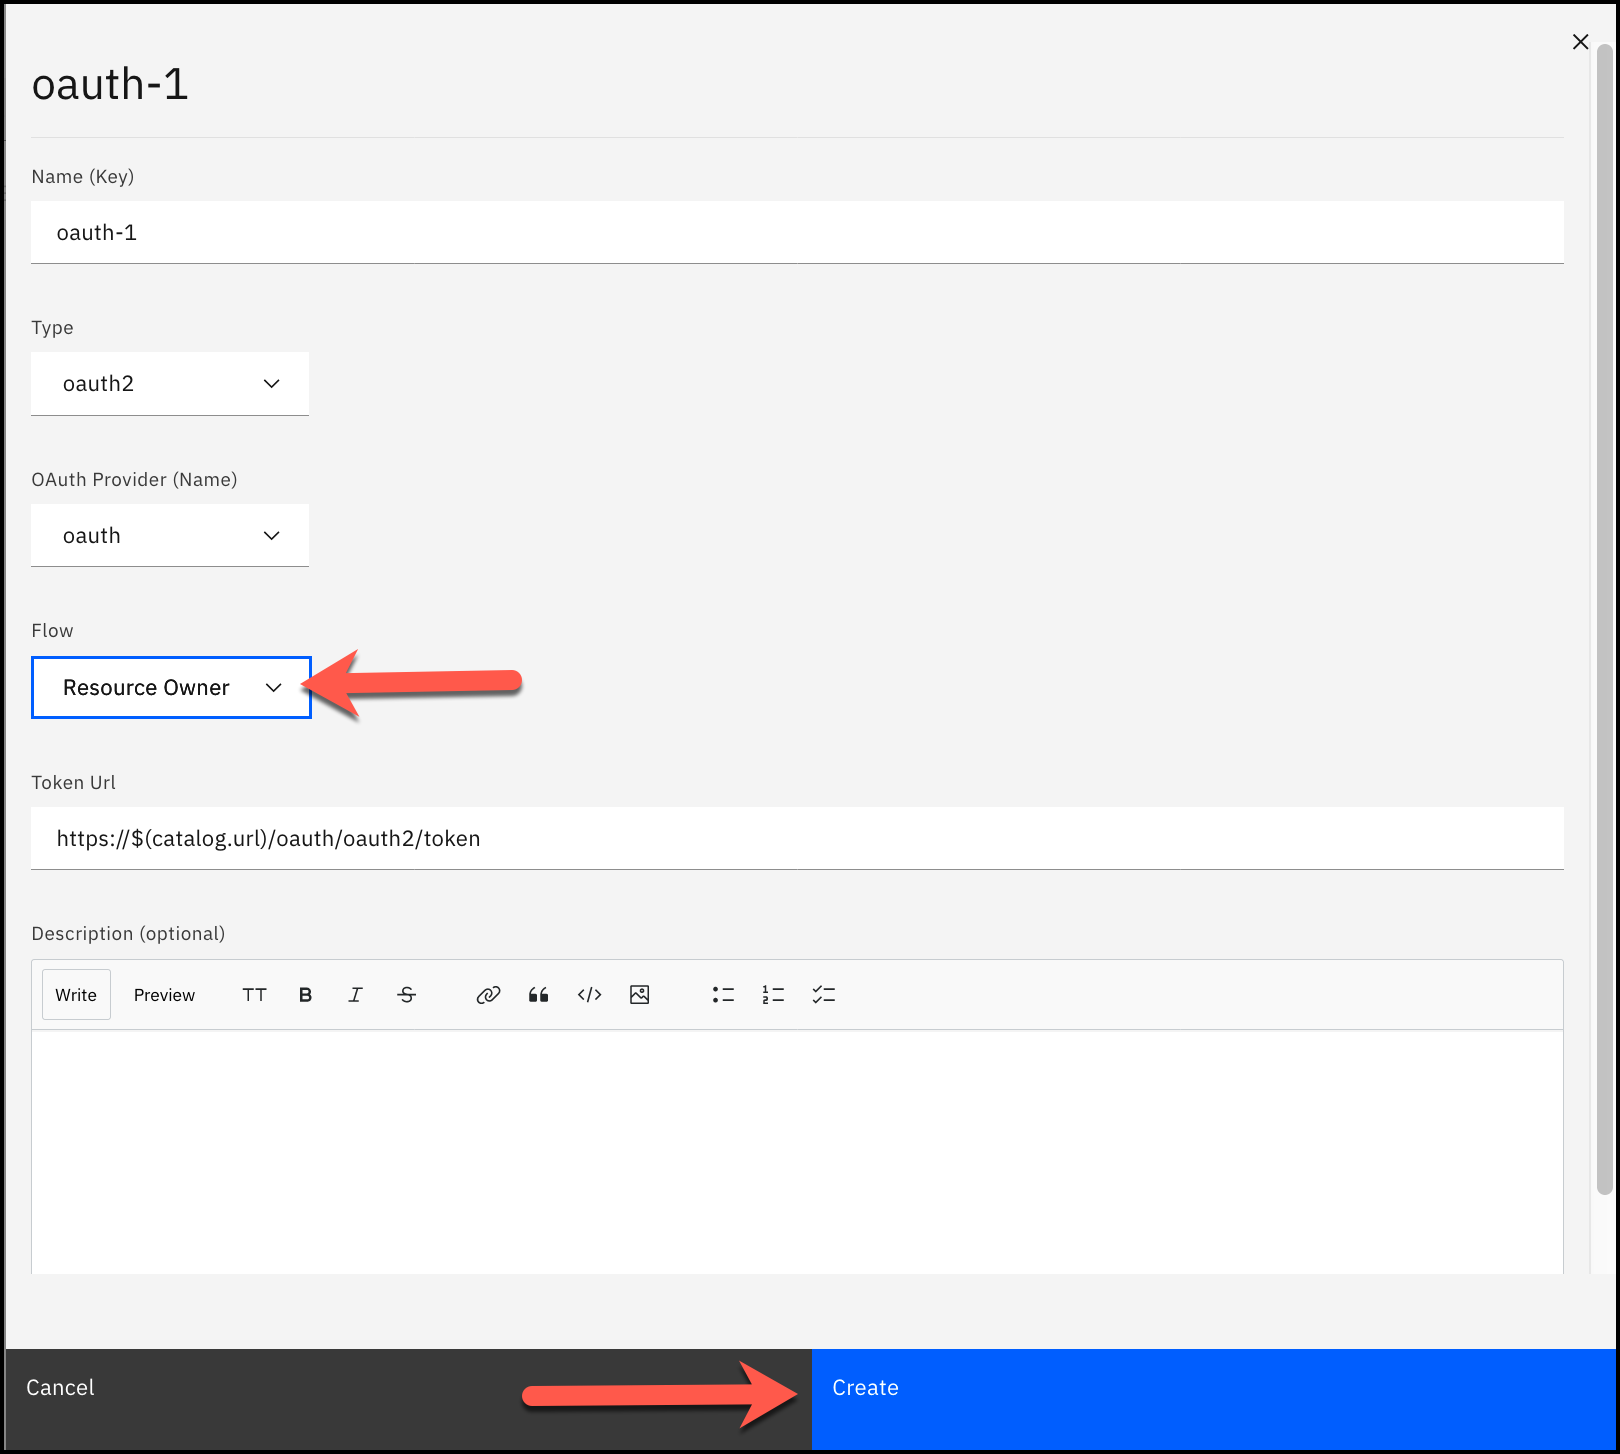 oauth-1
Name (Key)
oauth-1
Type
oauth2
OAuth Provider (Name)
oauth
Flow
Resource Owner
Token Url
https://$(catalog.url)/oauth/oauth2/token
Description (optional)
Write Preview TT B I S
Cancel Create